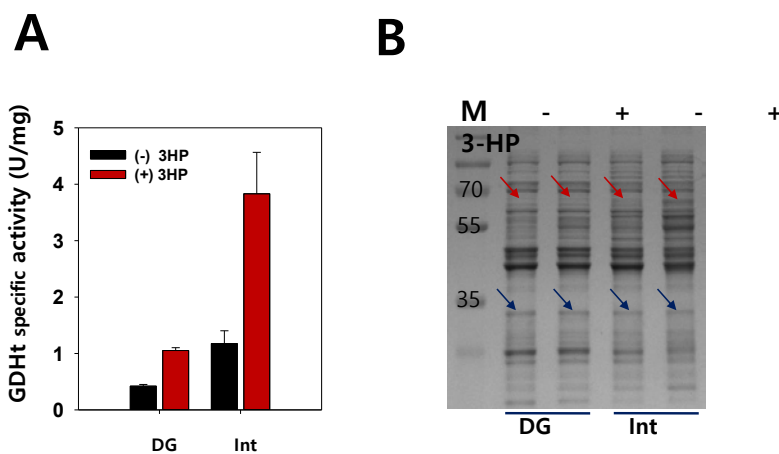 A
B
GDHt specific activity (U/mg)
5
4
3
2
1
0
(-) 3HP
(+) 3HP
DG Int
M - + - +
3-HP
70
55
35
DG Int